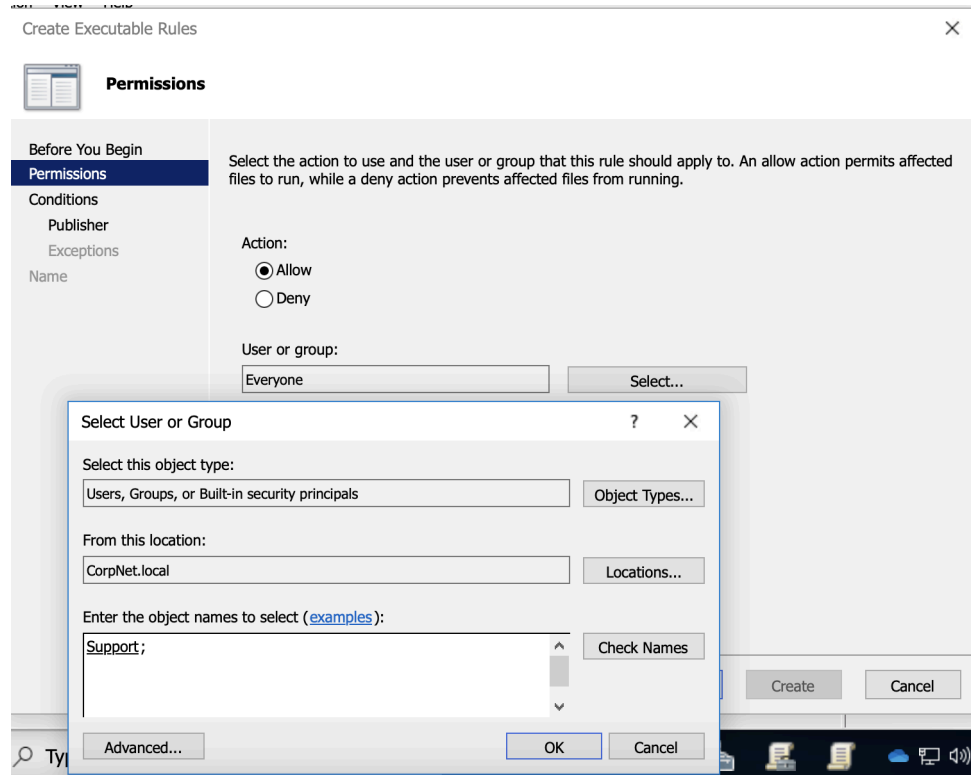 View Help
Create Executable Rules
Permissions
Before You Begin
Permissions
Conditions
Publisher
Exceptions
Name
Select the action to use and the user or group that this rule should apply to. An allow action permits affected
files to run, while a deny action prevents affected files from running.
Action:
Allow
Deny
User or group:
Everyone
Select...
Select User or Group
?
Select this object type:
Users, Groups, or Built-in security principals
Object Types...
From this location:
CorpNet.local
Locations...
Enter the object names to select (examples):
Support;
Check Names
Advanced...
OK
Cancel
Create
Cancel
Ty